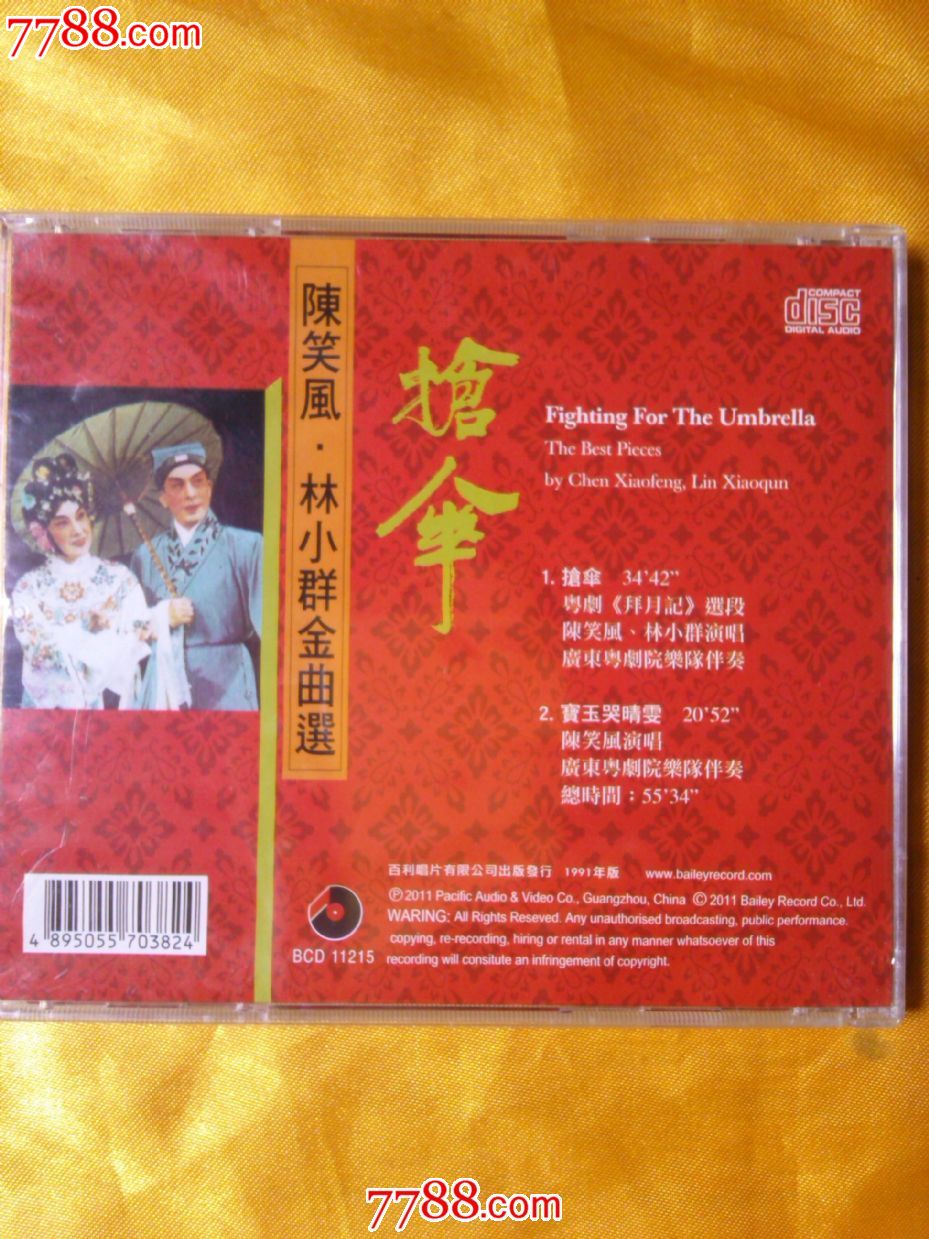 7788.com
7788.com
陳笑風·林小群金曲選
搶傘
COMPACT
disc
DIGITAL AUDIO
Fighting For The Umbrella
The Best Pieces
by Chen Xiaofeng, Lin Xiaoqun
1. 搶傘 34’42”
粵劇《拜月記》選段
陳笑風、林小群演唱
廣東粵劇院樂隊伴奏
2. 寶玉哭晴雯 20’52”
陳笑風演唱
廣東粵劇院樂隊伴奏
總時間：55’34”
百利唱片有限公司出版發行 1991年版 www.baileyrecord.com
Ⓟ 2011 Pacific Audio & Video Co., Guangzhou, China © 2011 Bailey Record Co., Ltd.
WARING: All Rights Reseved. Any unauthorised broadcasting, public performance.
copying, re-recording, hiring or rental in any manner whatsoever of this
recording will consitute an infringement of copyright.
BCD 11215
4 895055 703824
7788.com